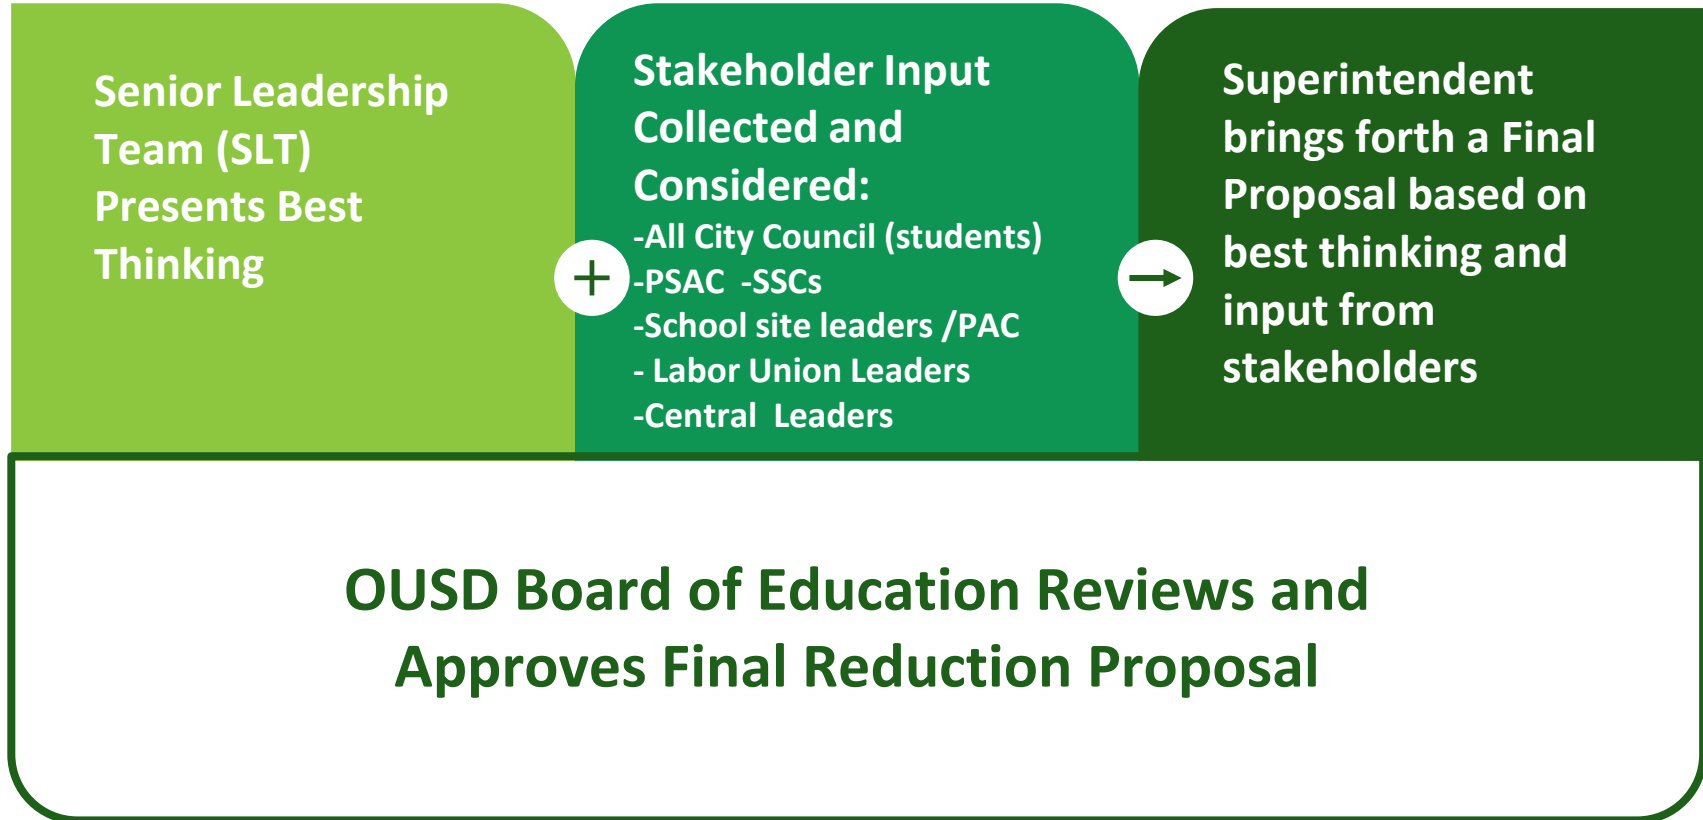 Senior Leadership
Team (SLT)
Presents Best
Thinking
+
Stakeholder Input
Collected and
Considered:
-All City Council (students)
-PSAC  -SSCs
-School site leaders /PAC
- Labor Union Leaders
-Central  Leaders
Superintendent
brings forth a Final
Proposal based on
best thinking and
input from
stakeholders
OUSD Board of Education Reviews and
Approves Final Reduction Proposal